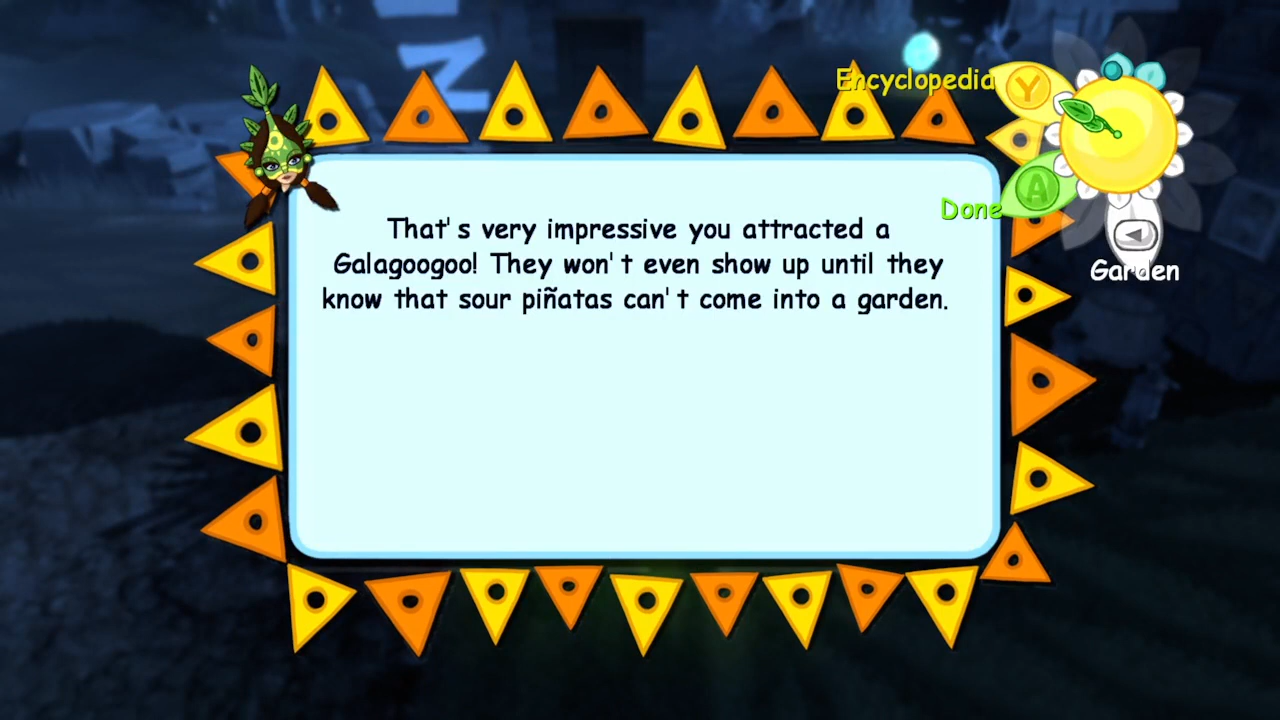 Encyclopedia
Y
A
Done
Garden
That's very impressive you attracted a
Galagoogoo! They won't even show up until they
know that sour piñatas can't come into a garden.